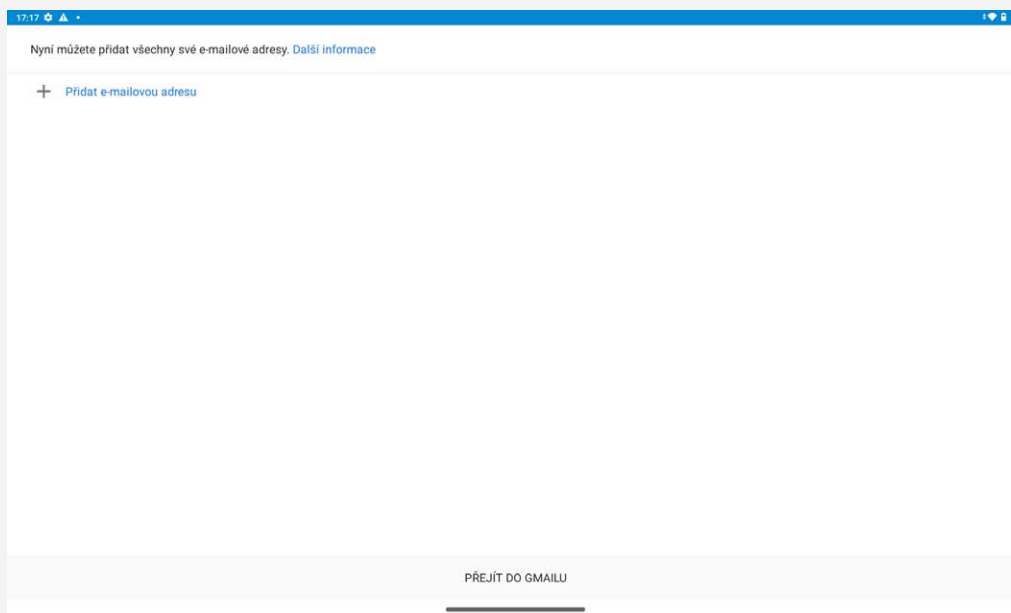 17:17
Nyní můžete přidat všechny své e-mailové adresy. Další informace
Přidat e-mailovou adresu
PŘEJÍT DO GMAILU